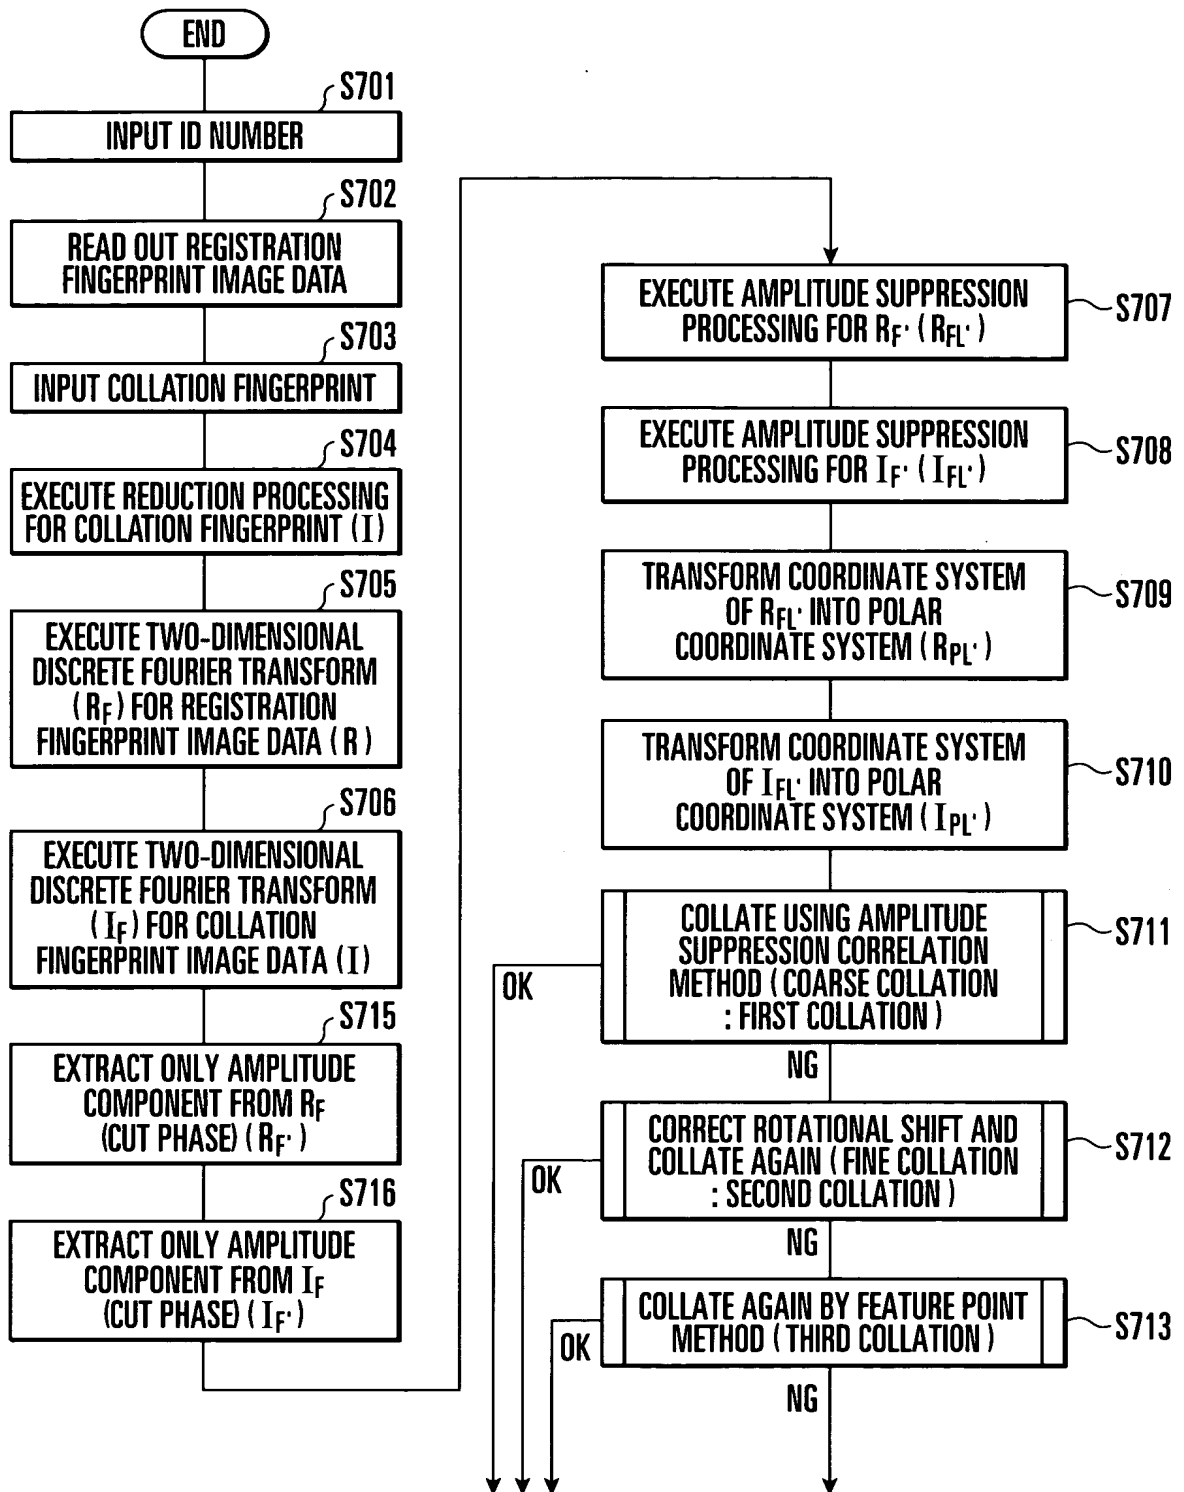 END
S701
INPUT ID NUMBER
S702
READ OUT REGISTRATION
FINGERPRINT IMAGE DATA
S703
INPUT COLLATION FINGERPRINT
S704
EXECUTE REDUCTION PROCESSING
FOR COLLATION FINGERPRINT (I)
S705
EXECUTE TWO-DIMENSIONAL
DISCRETE FOURIER TRANSFORM
(RF) FOR REGISTRATION
FINGERPRINT IMAGE DATA (R)
S706
EXECUTE TWO-DIMENSIONAL
DISCRETE FOURIER TRANSFORM
(IF) FOR COLLATION
FINGERPRINT IMAGE DATA (I)
S715
EXTRACT ONLY AMPLITUDE
COMPONENT FROM RF
(CUT PHASE) (RF')
S716
EXTRACT ONLY AMPLITUDE
COMPONENT FROM IF
(CUT PHASE) (IF')
EXECUTE AMPLITUDE SUPPRESSION
PROCESSING FOR RF' (RFL')
S707
EXECUTE AMPLITUDE SUPPRESSION
PROCESSING FOR IF' (IFL')
S708
TRANSFORM COORDINATE SYSTEM
OF RFL' INTO POLAR
COORDINATE SYSTEM (RPL')
S709
TRANSFORM COORDINATE SYSTEM
OF IFL' INTO POLAR
COORDINATE SYSTEM (IPL')
S710
COLLATE USING AMPLITUDE
SUPPRESSION CORRELATION
METHOD (COARSE COLLATION
: FIRST COLLATION)
S711
OK
NG
CORRECT ROTATIONAL SHIFT AND
COLLATE AGAIN (FINE COLLATION
: SECOND COLLATION)
S712
OK
NG
COLLATE AGAIN BY FEATURE POINT
METHOD (THIRD COLLATION)
S713
OK
NG